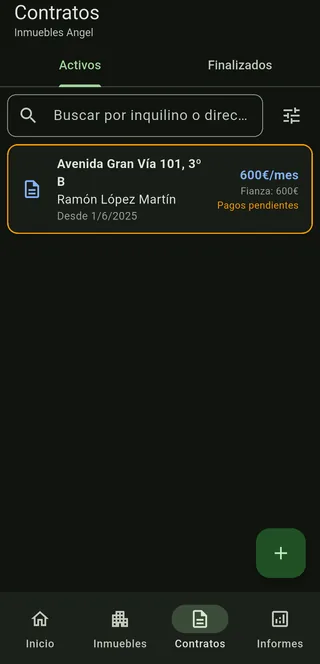 Contratos
Inmuebles Angel
Activos
Finalizados
Buscar por inquilino o direc...
Avenida Gran Vía 101, 3º
B
Ramón López Martín
Desde 1/6/2025
600€/mes
Fianza: 600€
Pagos pendientes
+
Inicio
Inmuebles
Contratos
Informes